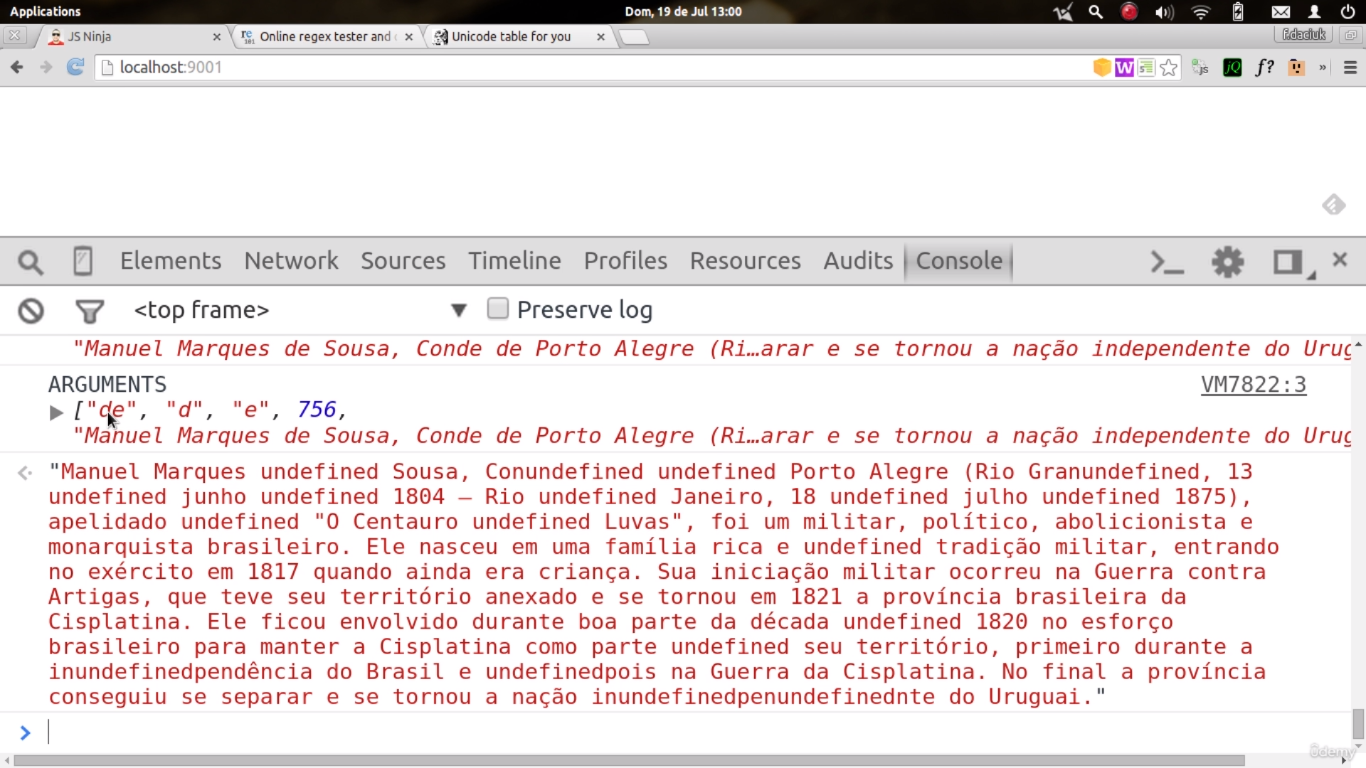 Applications Dom, 19 de Jul 13:00
JS Ninja Online regex tester and Unicode table for you f.daciuk
localhost:9001
Elements Network Sources Timeline Profiles Resources Audits Console
<top frame> Preserve log
"Manuel Marques de Sousa, Conde de Porto Alegre (Ri…arar e se tornou a nação independente do Urug
ARGUMENTS VM7822:3
["de", "d", "e", 756,
"Manuel Marques de Sousa, Conde de Porto Alegre (Ri…arar e se tornou a nação independente do Urug
"Manuel Marques undefined Sousa, Conundefined undefined Porto Alegre (Rio Granundefined, 13
undefined junho undefined 1804 — Rio undefined Janeiro, 18 undefined julho undefined 1875),
apelidado undefined "O Centauro undefined Luvas", foi um militar, político, abolicionista e
monarquista brasileiro. Ele nasceu em uma família rica e undefined tradição militar, entrando
no exército em 1817 quando ainda era criança. Sua iniciação militar ocorreu na Guerra contra
Artigas, que teve seu território anexado e se tornou em 1821 a província brasileira da
Cisplatina. Ele ficou envolvido durante boa parte da década undefined 1820 no esforço
brasileiro para manter a Cisplatina como parte undefined seu território, primeiro durante a
inundefinedpendência do Brasil e undefinedpois na Guerra da Cisplatina. No final a província
conseguiu se separar e se tornou a nação inundefinedpenundefinednte do Uruguai."
ûdemy